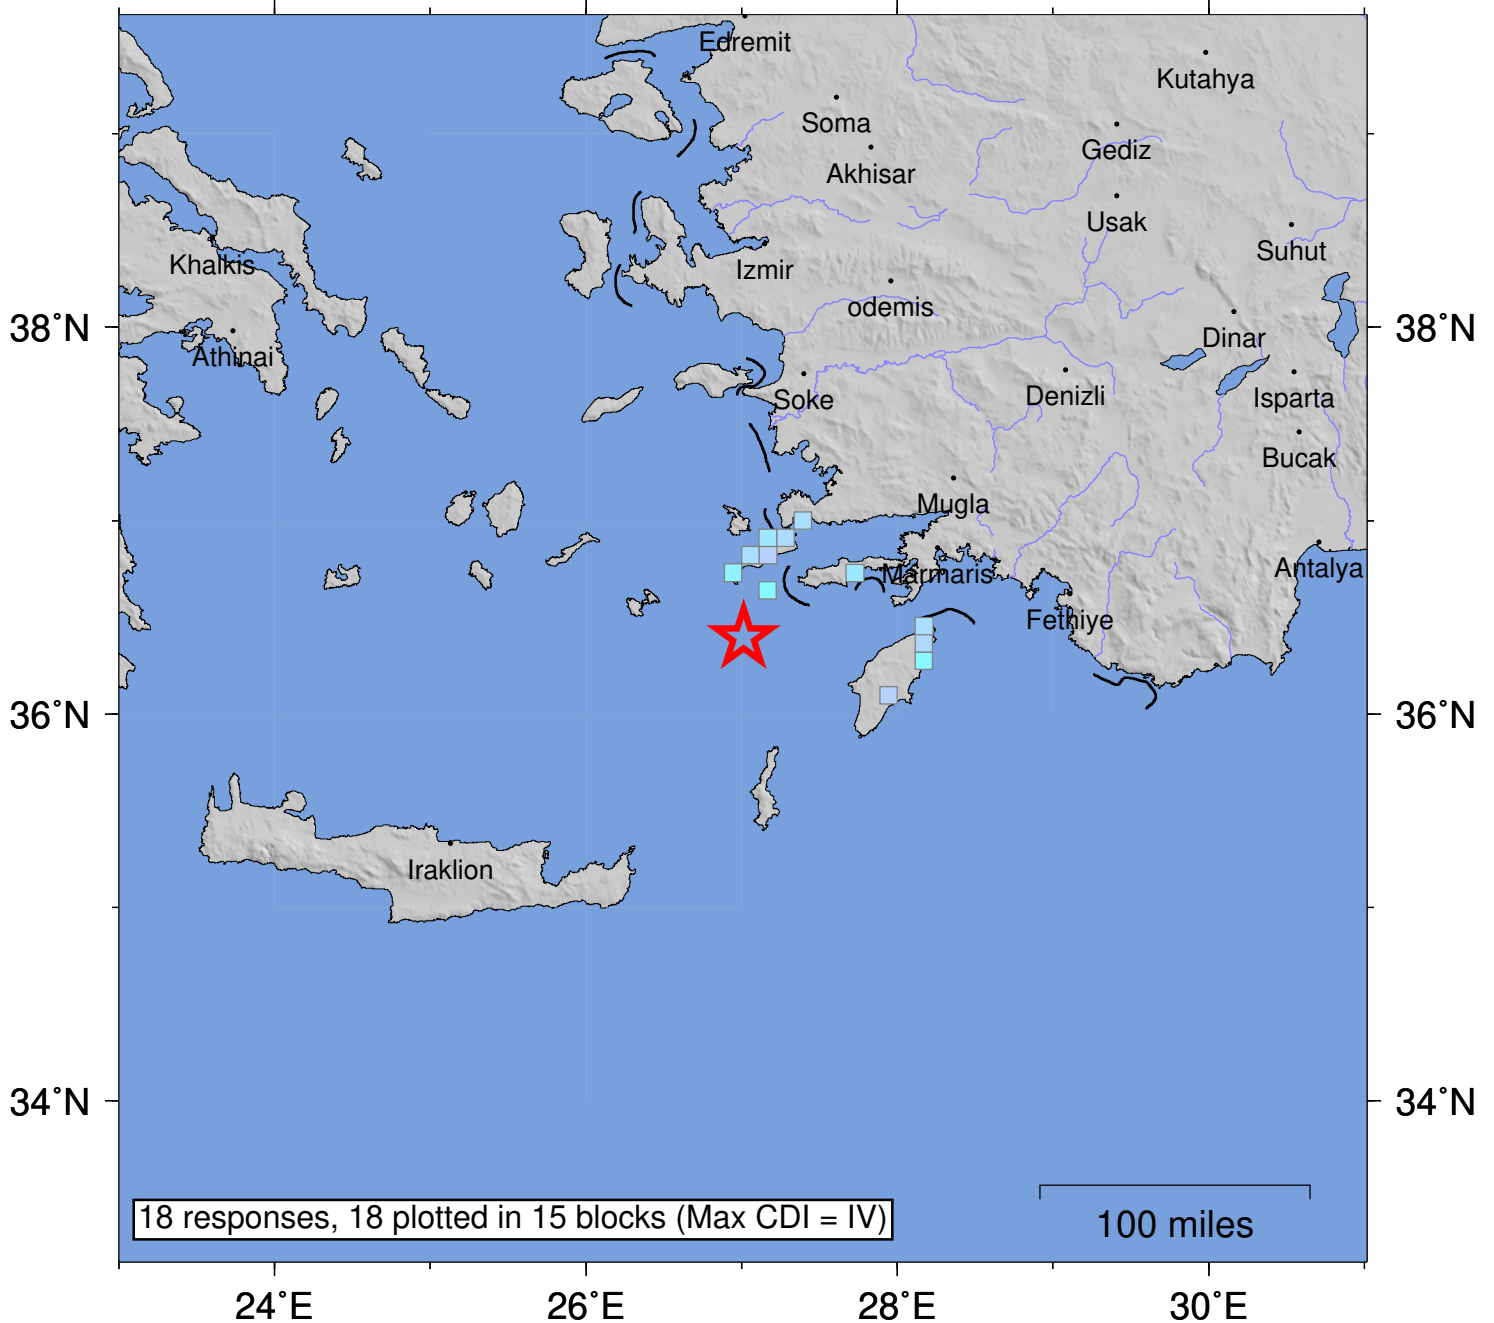 Edremit
Kutahya
Soma
Gediz
Akhisar
Usak
Suhut
Khalkis
Izmir
odemis
38˚N
38˚N
Dinar
Athinai
Soke
Denizli
Isparta
Bucak
Mugla
Marmaris
Antalya
Fethiye
36˚N
36˚N
Iraklion
34˚N
34˚N
18 responses, 18 plotted in 15 blocks (Max CDI = IV)
100 miles
24˚E
26˚E
28˚E
30˚E